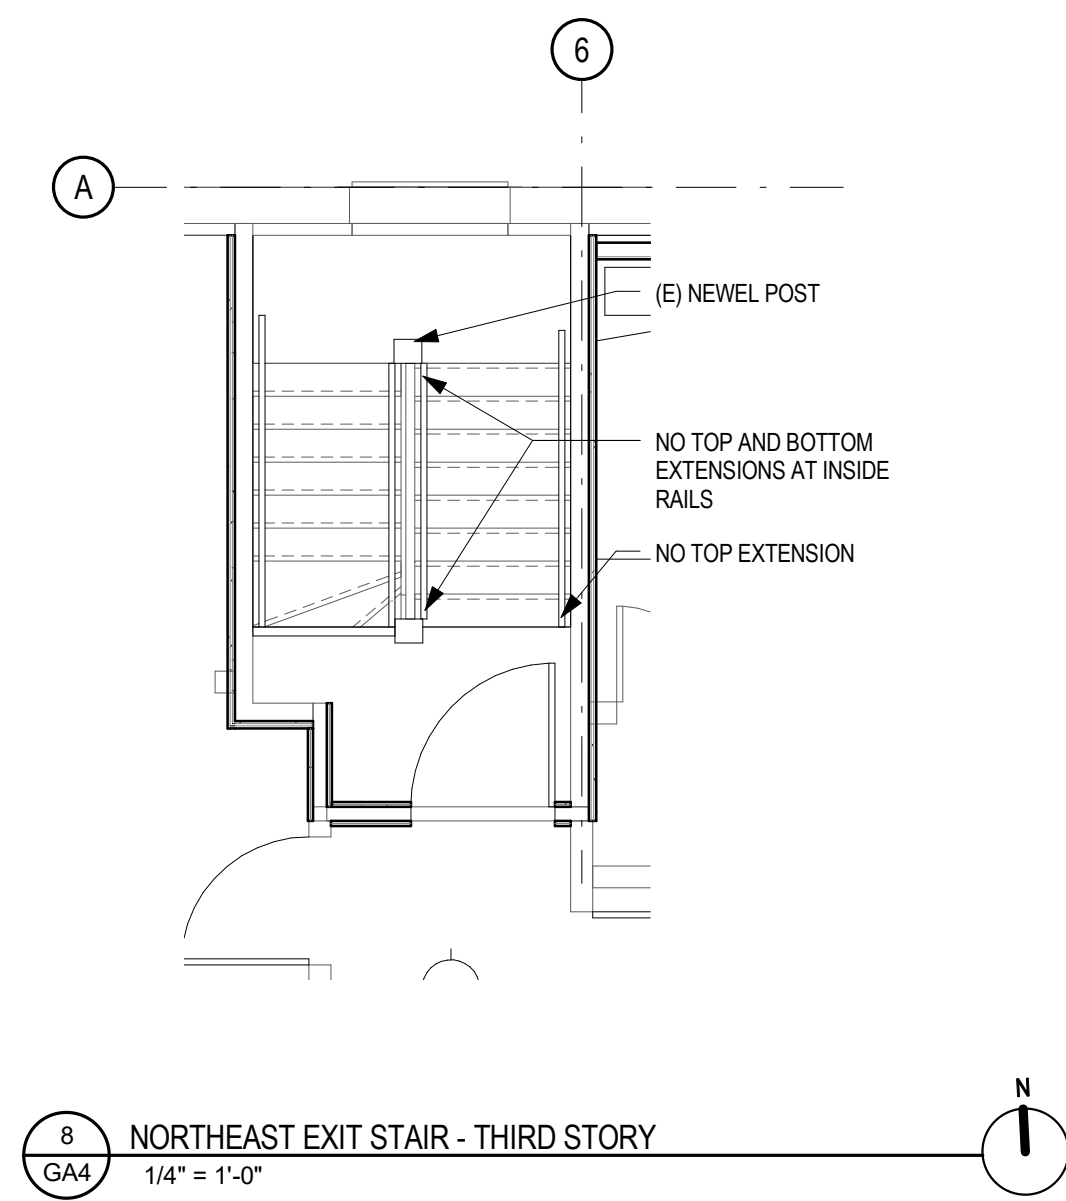 6
A
(E) NEWEL POST
NO TOP AND BOTTOM
EXTENSIONS AT INSIDE
RAILS
NO TOP EXTENSION
N
8
GA4
NORTHEAST EXIT STAIR - THIRD STORY
1/4" = 1'-0"